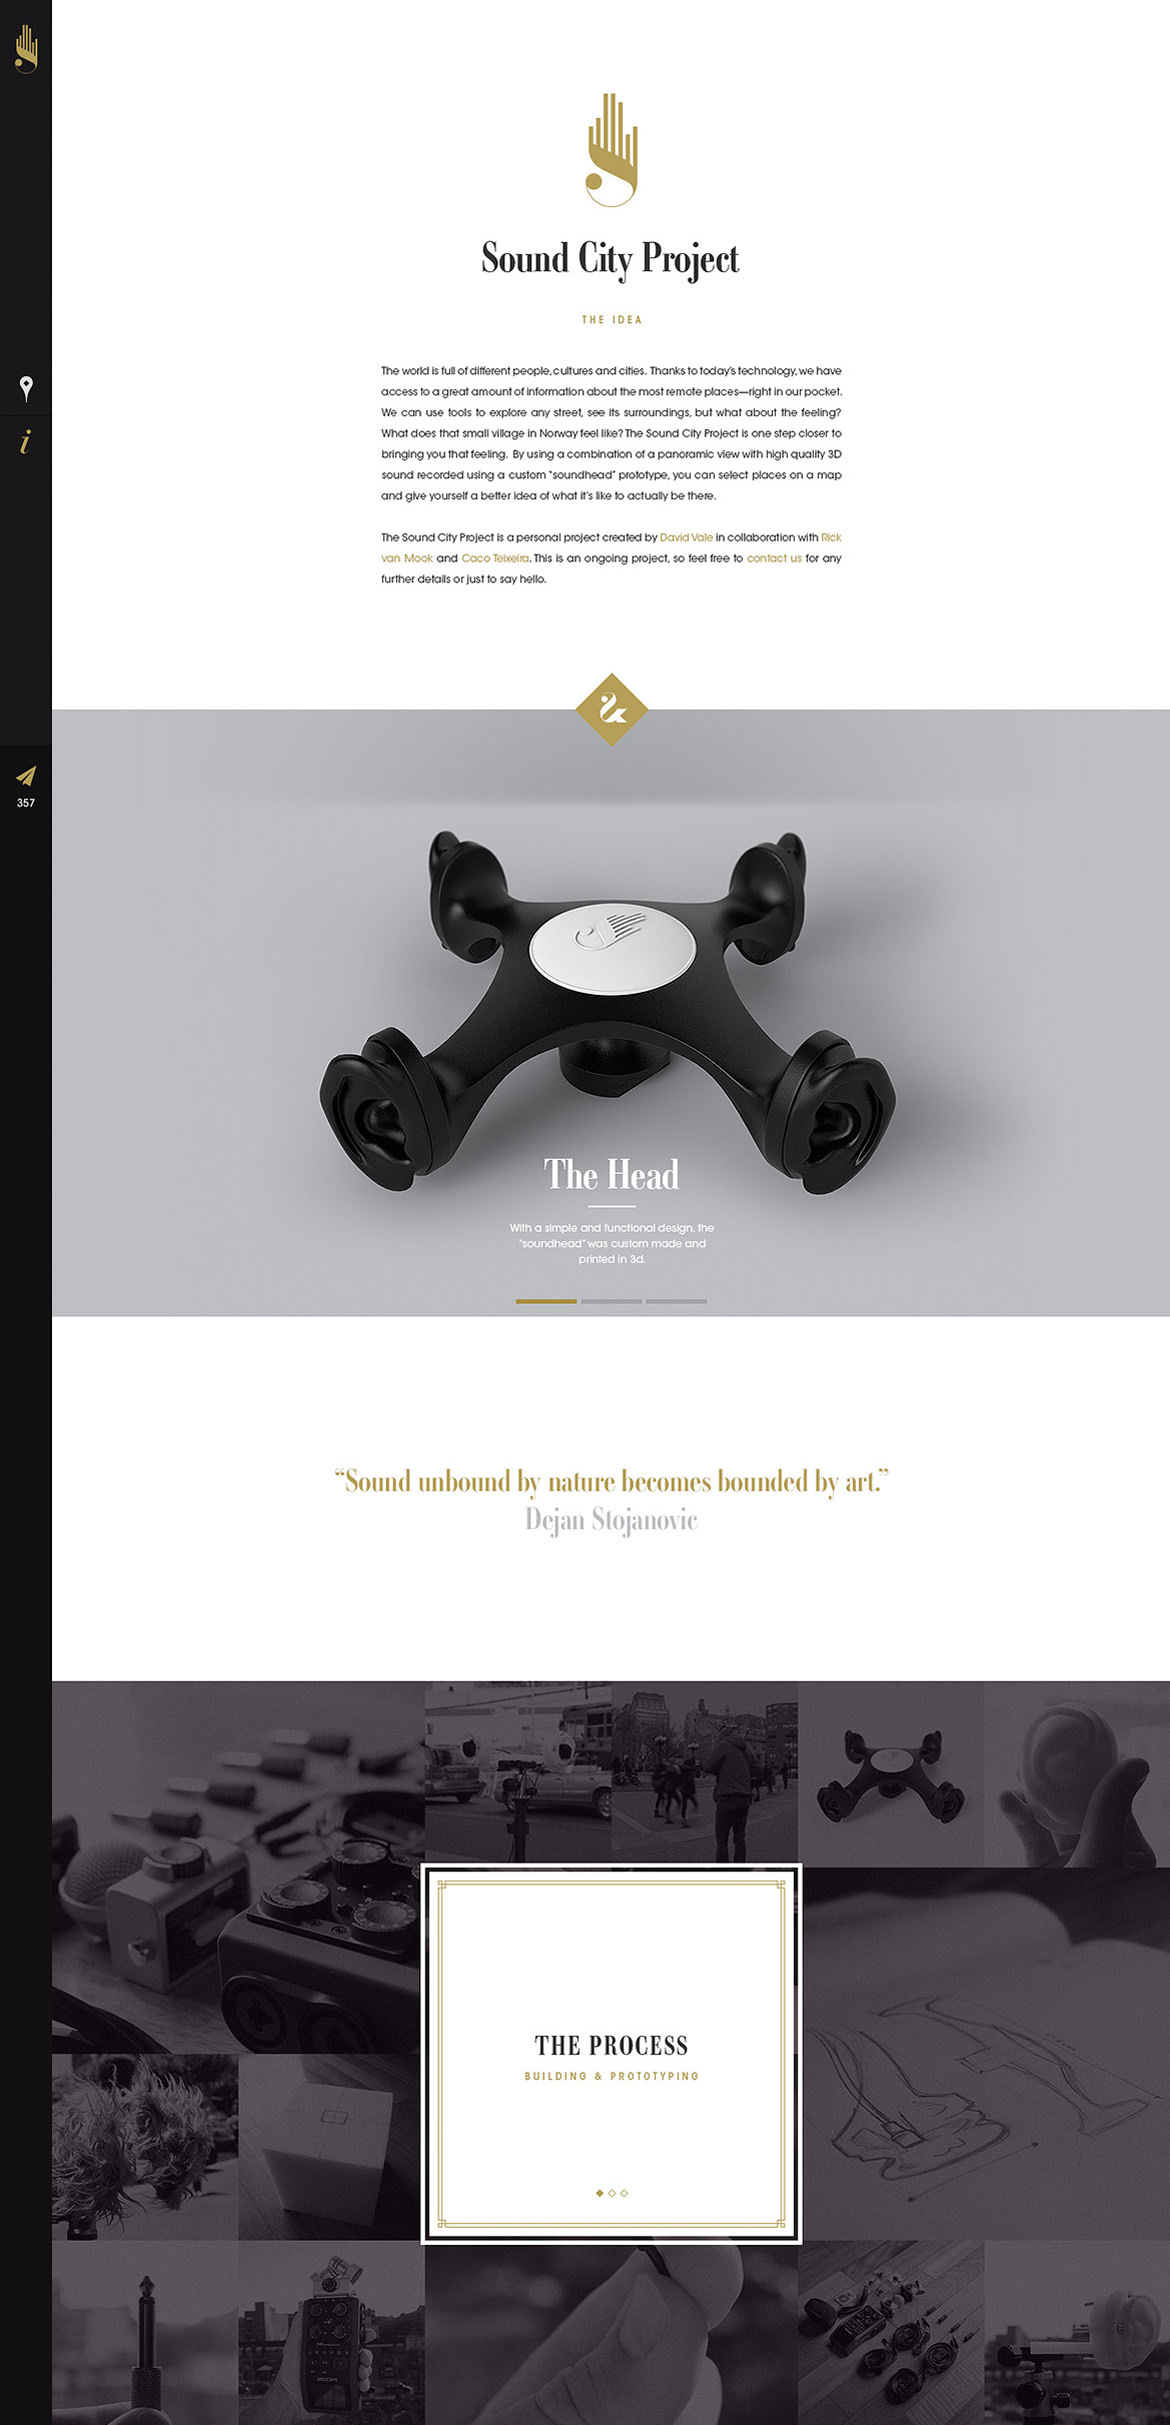 Sound City Project
THE IDEA
The world is full of different people, cultures and cities. Thanks to today's technology, we have
access to a great amount of information about the most remote places—right in our pocket.
We can use tools to explore any street, see its surroundings, but what about the feeling?
What does that small village in Norway feel like? The Sound City Project is one step closer to
bringing you that feeling. By using a combination of a panoramic view with high quality 3D
sound recorded using a custom "soundhead" prototype, you can select places on a map
and give yourself a better idea of what it's like to actually be there.
The Sound City Project is a personal project created by David Vale in collaboration with Rick
van Mook and Caco Teixeira. This is an ongoing project, so feel free to contact us for any
further details or just to say hello.
i
&
357
The Head
With a simple and functional design, the
"soundhead" was custom made and
printed in 3d.
“Sound unbound by nature becomes bounded by art.”
Dejan Stojanovic
THE PROCESS
BUILDING & PROTOTYPING
zoom